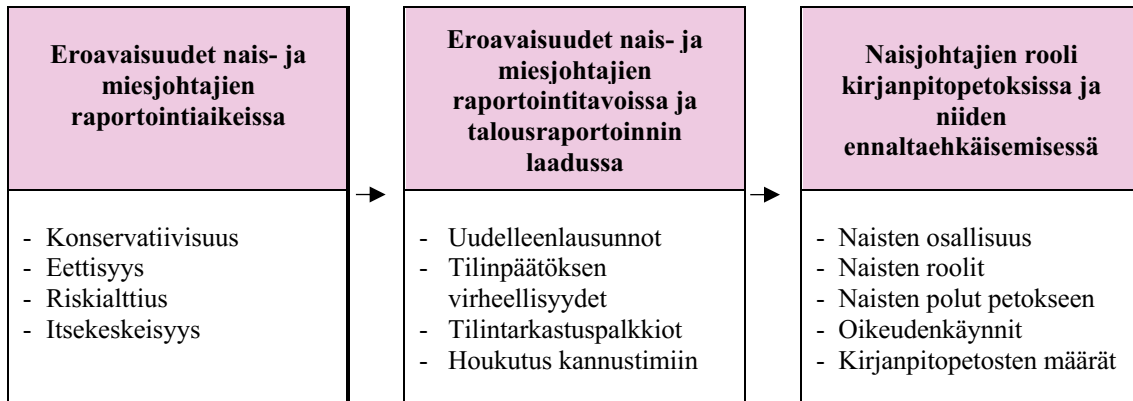 Eroavaisuudet nais- ja
miesjohtajien
raportointiaikeissa
- Konservatiivisuus
- Eettisyys
- Riskialttius
- Itsekeskeisyys
Eroavaisuudet nais- ja
miesjohtajien
raportointitavoissa ja
talousraportoinnin
laadussa
- Uudelleenlausunnot
- Tilinpäätöksen
virheellisyydet
- Tilintarkastuspalkkiot
- Houkutus kannustimiin
Naisjohtajien rooli
kirjanpitopetoksissa ja
niiden
ennaltaehkäisemisessä
- Naisten osallisuus
- Naisten roolit
- Naisten polut petokseen
- Oikeudenkäynnit
- Kirjanpitopetosten määrät